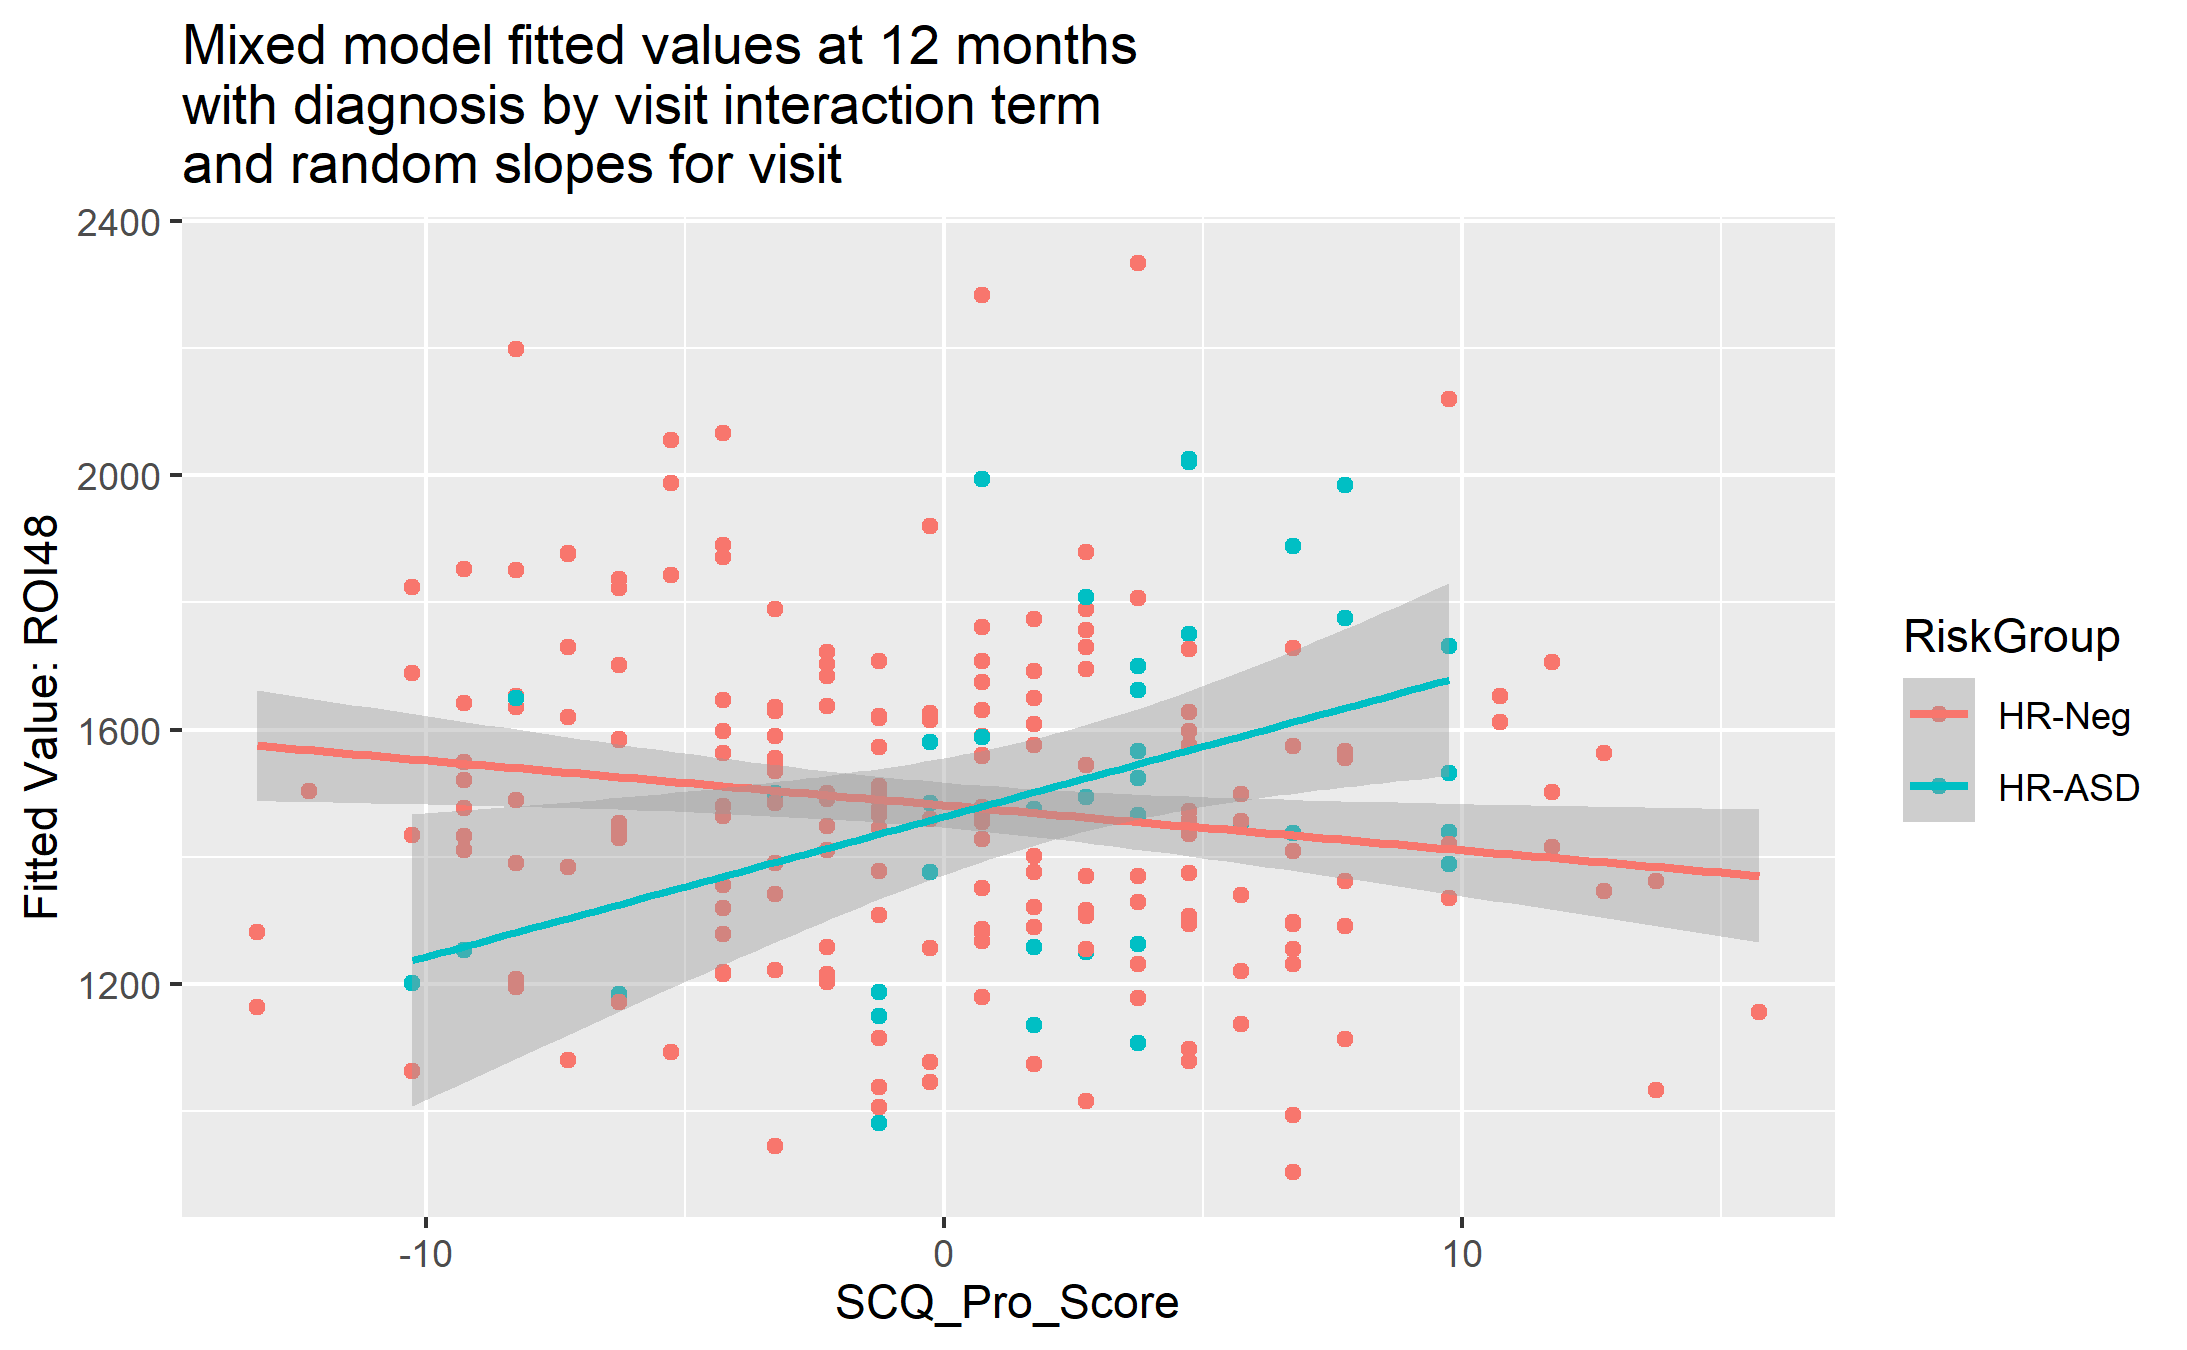 Mixed model fitted values at 12 months
with diagnosis by visit interaction term
and random slopes for visit
2400
2000
1600
1200
Fitted Value: ROI48
-10
0
10
SCQ_Pro_Score
RiskGroup
HR-Neg
HR-ASD